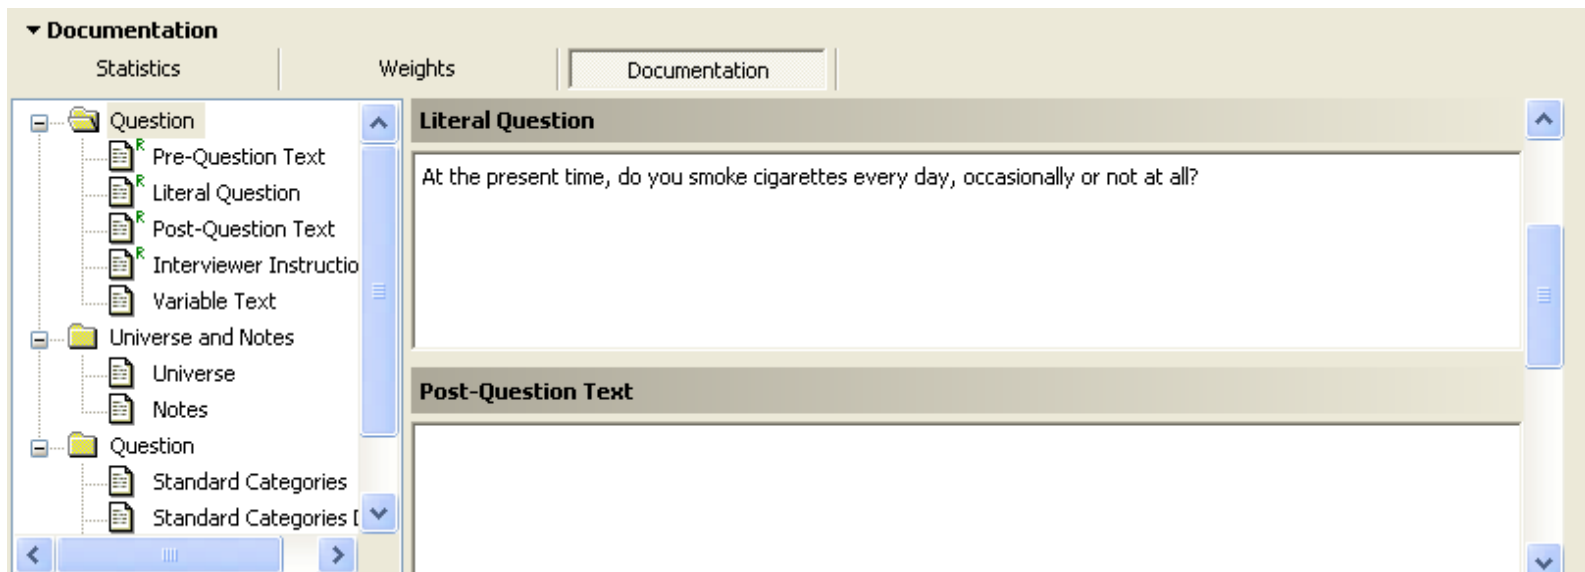 Documentation
Statistics
Weights
Documentation
Question
R Pre-Question Text
R Literal Question
R Post-Question Text
R Interviewer Instructio
Variable Text
Universe and Notes
Universe
Notes
Question
Standard Categories
Standard Categories D
Literal Question
At the present time, do you smoke cigarettes every day, occasionally or not at all?
Post-Question Text